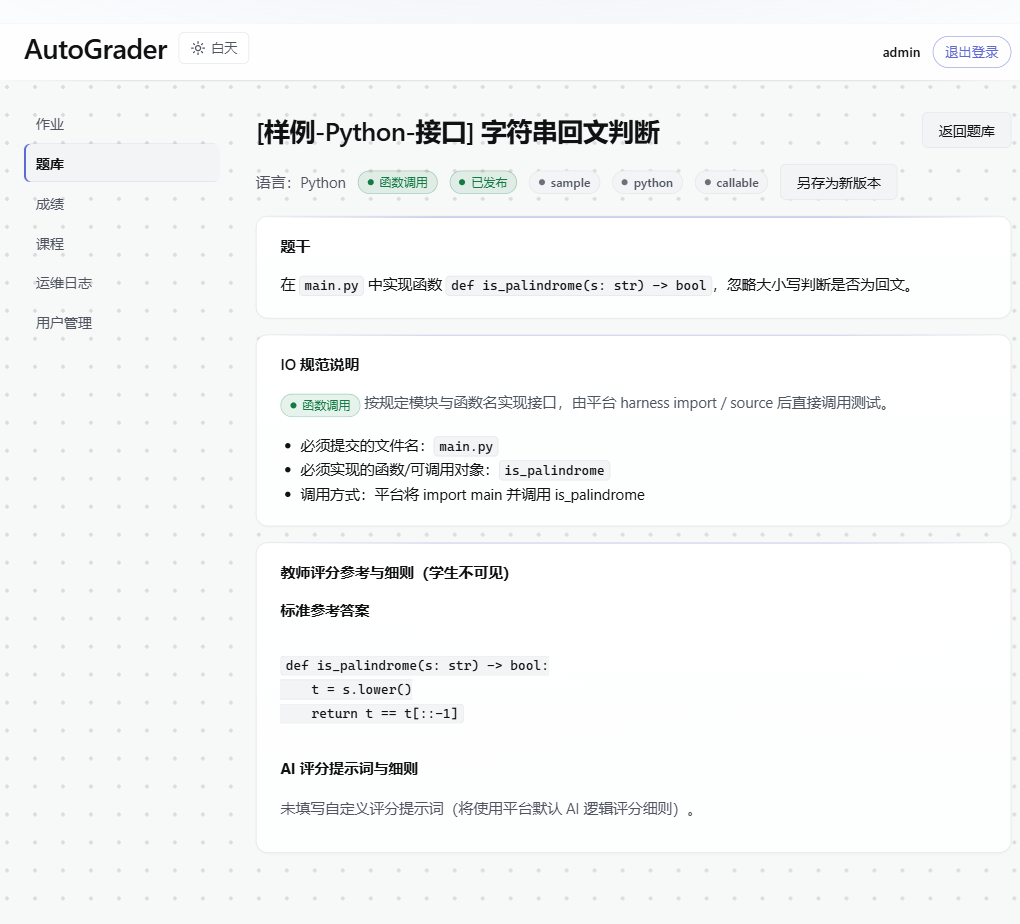 AutoGrader
白天
admin
退出登录
作业
题库
成绩
课程
运维日志
用户管理
[样例-Python-接口] 字符串回文判断
返回题库
语言：Python
函数调用
已发布
sample
python
callable
另存为新版本
题干
在 main.py 中实现函数 def is_palindrome(s: str) -> bool ，忽略大小写判断是否为回文。
IO 规范说明
函数调用 按规定模块与函数名实现接口，由平台 harness import / source 后直接调用测试。
必须提交的文件名：main.py
必须实现的函数/可调用对象：is_palindrome
调用方式：平台将 import main 并调用 is_palindrome
教师评分参考与细则（学生不可见）
标准参考答案
def is_palindrome(s: str) -> bool:
    t = s.lower()
    return t == t[::-1]
AI 评分提示词与细则
未填写自定义评分提示词（将使用平台默认 AI 逻辑评分细则）。